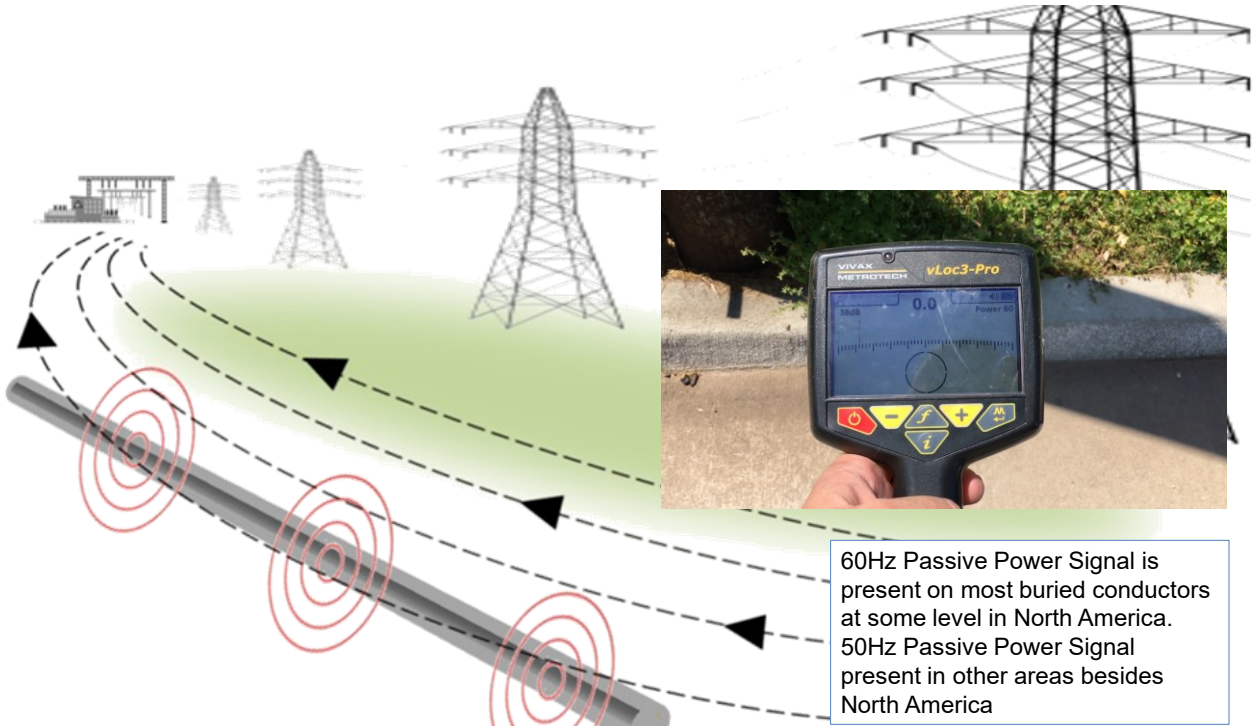 VIVAX
METROTECH
vLoc3-Pro
0.0
38dB
Power 60
f
M
i
60Hz Passive Power Signal is
present on most buried conductors
at some level in North America.
50Hz Passive Power Signal
present in other areas besides
North America